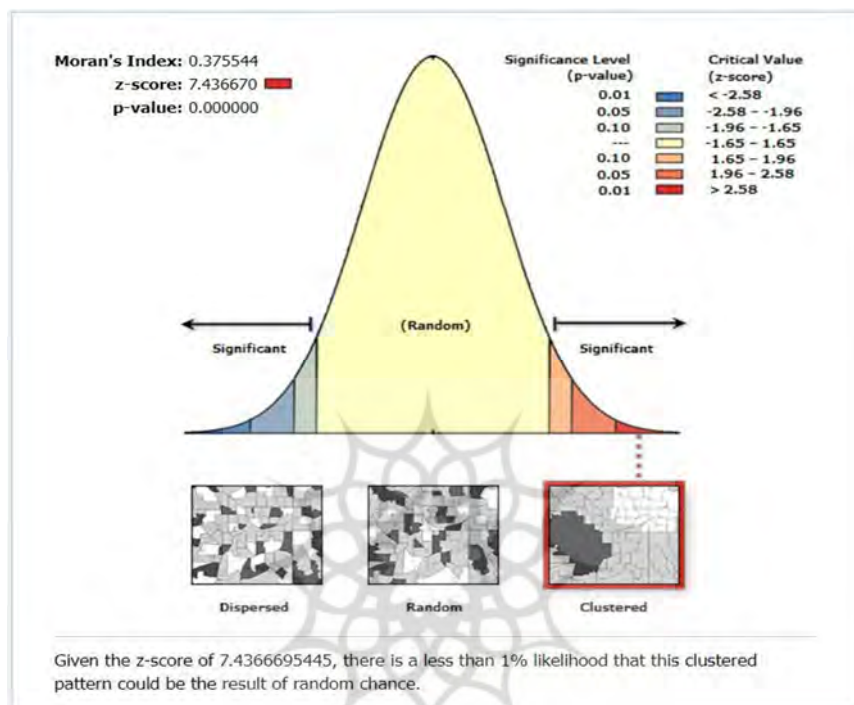 Moran's Index: 0.375544
z-score: 7.436670
p-value: 0.000000
Significance Level
(p-value)
Critical Value
(z-score)
0.01 < -2.58
0.05 -2.58 – -1.96
0.10 -1.96 – -1.65
--- -1.65 – 1.65
0.10 1.65 – 1.96
0.05 1.96 – 2.58
0.01 > 2.58
(Random)
Significant
Significant
Dispersed
Random
Clustered
Given the z-score of 7.4366695445, there is a less than 1% likelihood that this clustered
pattern could be the result of random chance.